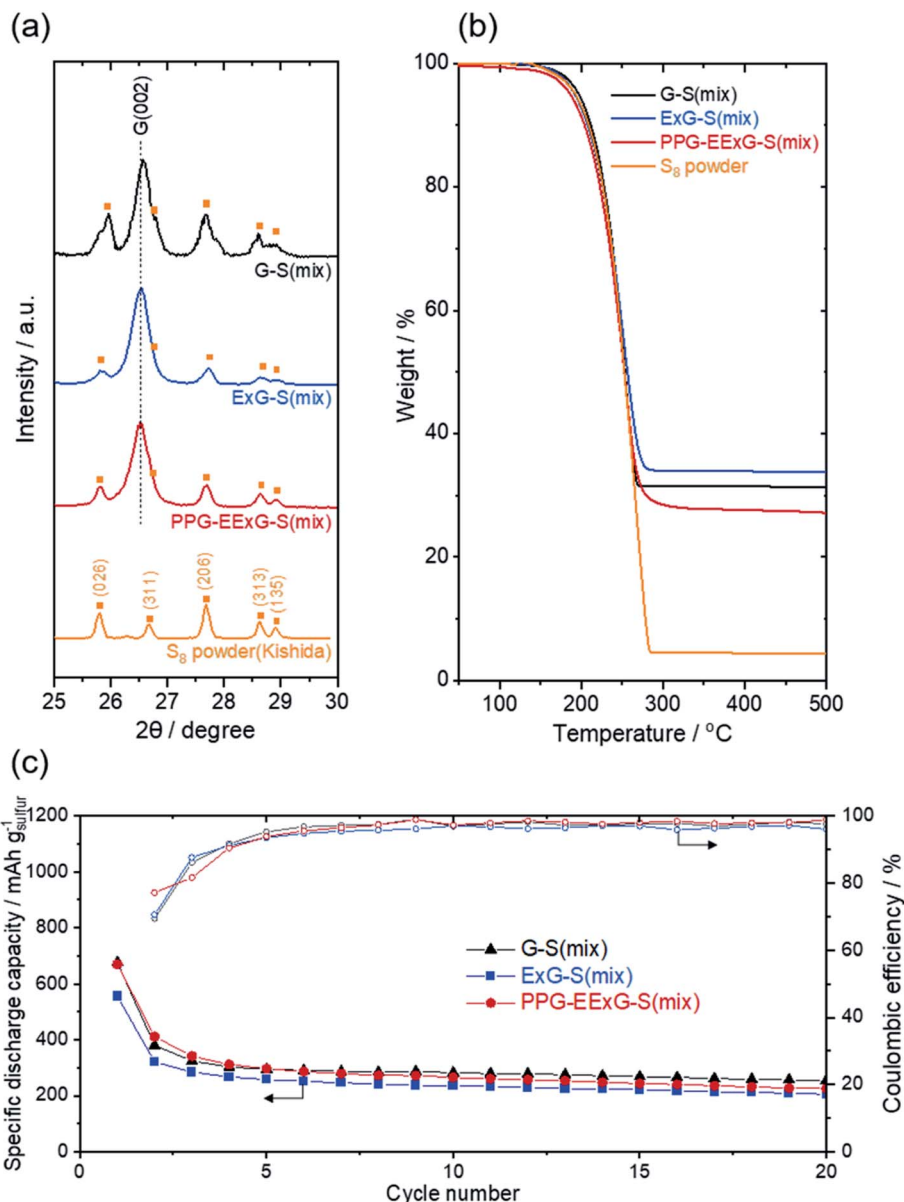 (a)
G(002)
G-S(mix)
ExG-S(mix)
PPG-EExG-S(mix)
(026)
(311)
(206)
(313)
(135)
S₈ powder(Kishida)
Intensity / a.u.
25 26 27 28 29 30
2θ / degree
(b)
G-S(mix)
ExG-S(mix)
PPG-EExG-S(mix)
S₈ powder
100
80
60
40
20
0
Weight / %
100 200 300 400 500
Temperature / °C
(c)
1200
1000
800
600
400
200
0
Specific discharge capacity / mAh g⁻¹sulfur
G-S(mix)
ExG-S(mix)
PPG-EExG-S(mix)
100
80
60
40
20
0
Coulombic efficiency / %
0 5 10 15 20
Cycle number